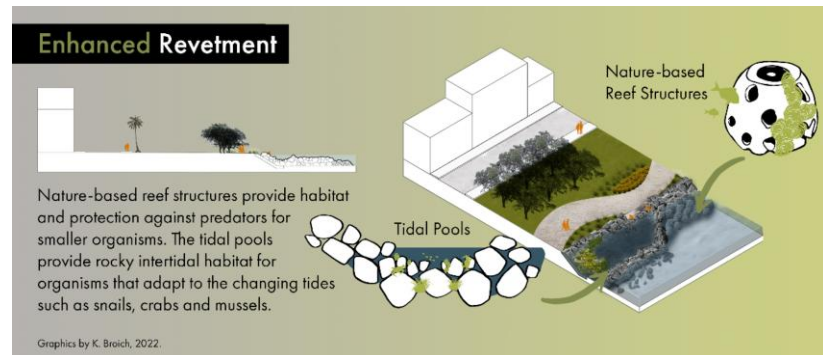 Enhanced Revetment
Nature-based
Reef Structures
Nature-based reef structures provide habitat
and protection against predators for
smaller organisms. The tidal pools
provide rocky intertidal habitat for
organisms that adapt to the changing tides
such as snails, crabs and mussels.
Tidal Pools
Graphics by K. Broich, 2022.